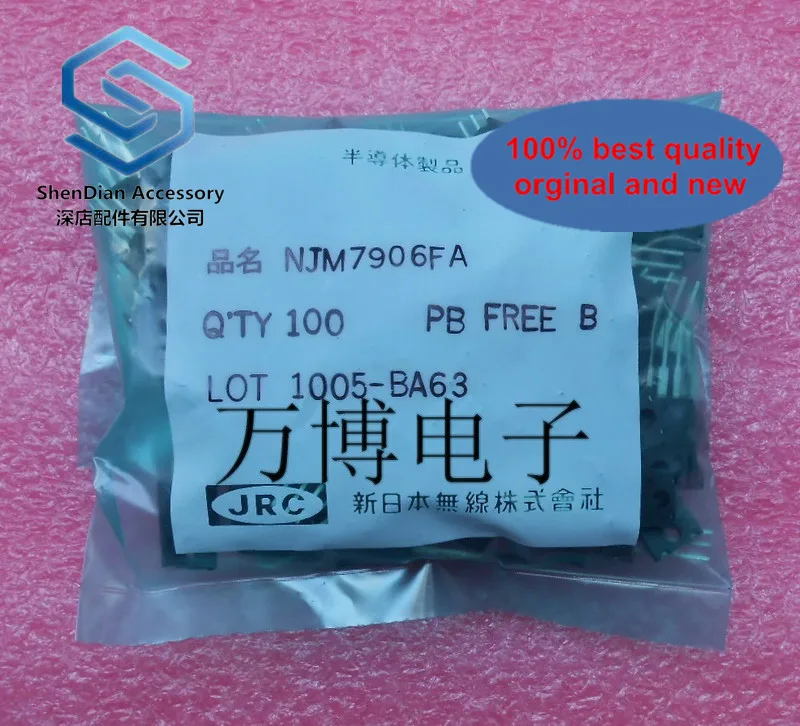 ShenDian Accessory
深店配件有限公司
100% best quality
orginal and new
半導体製品
品名 NJM7906FA
Q'TY 100 PB FREE B
LOT 1005-BA63
万博电子
JRC 新日本無線株式會社